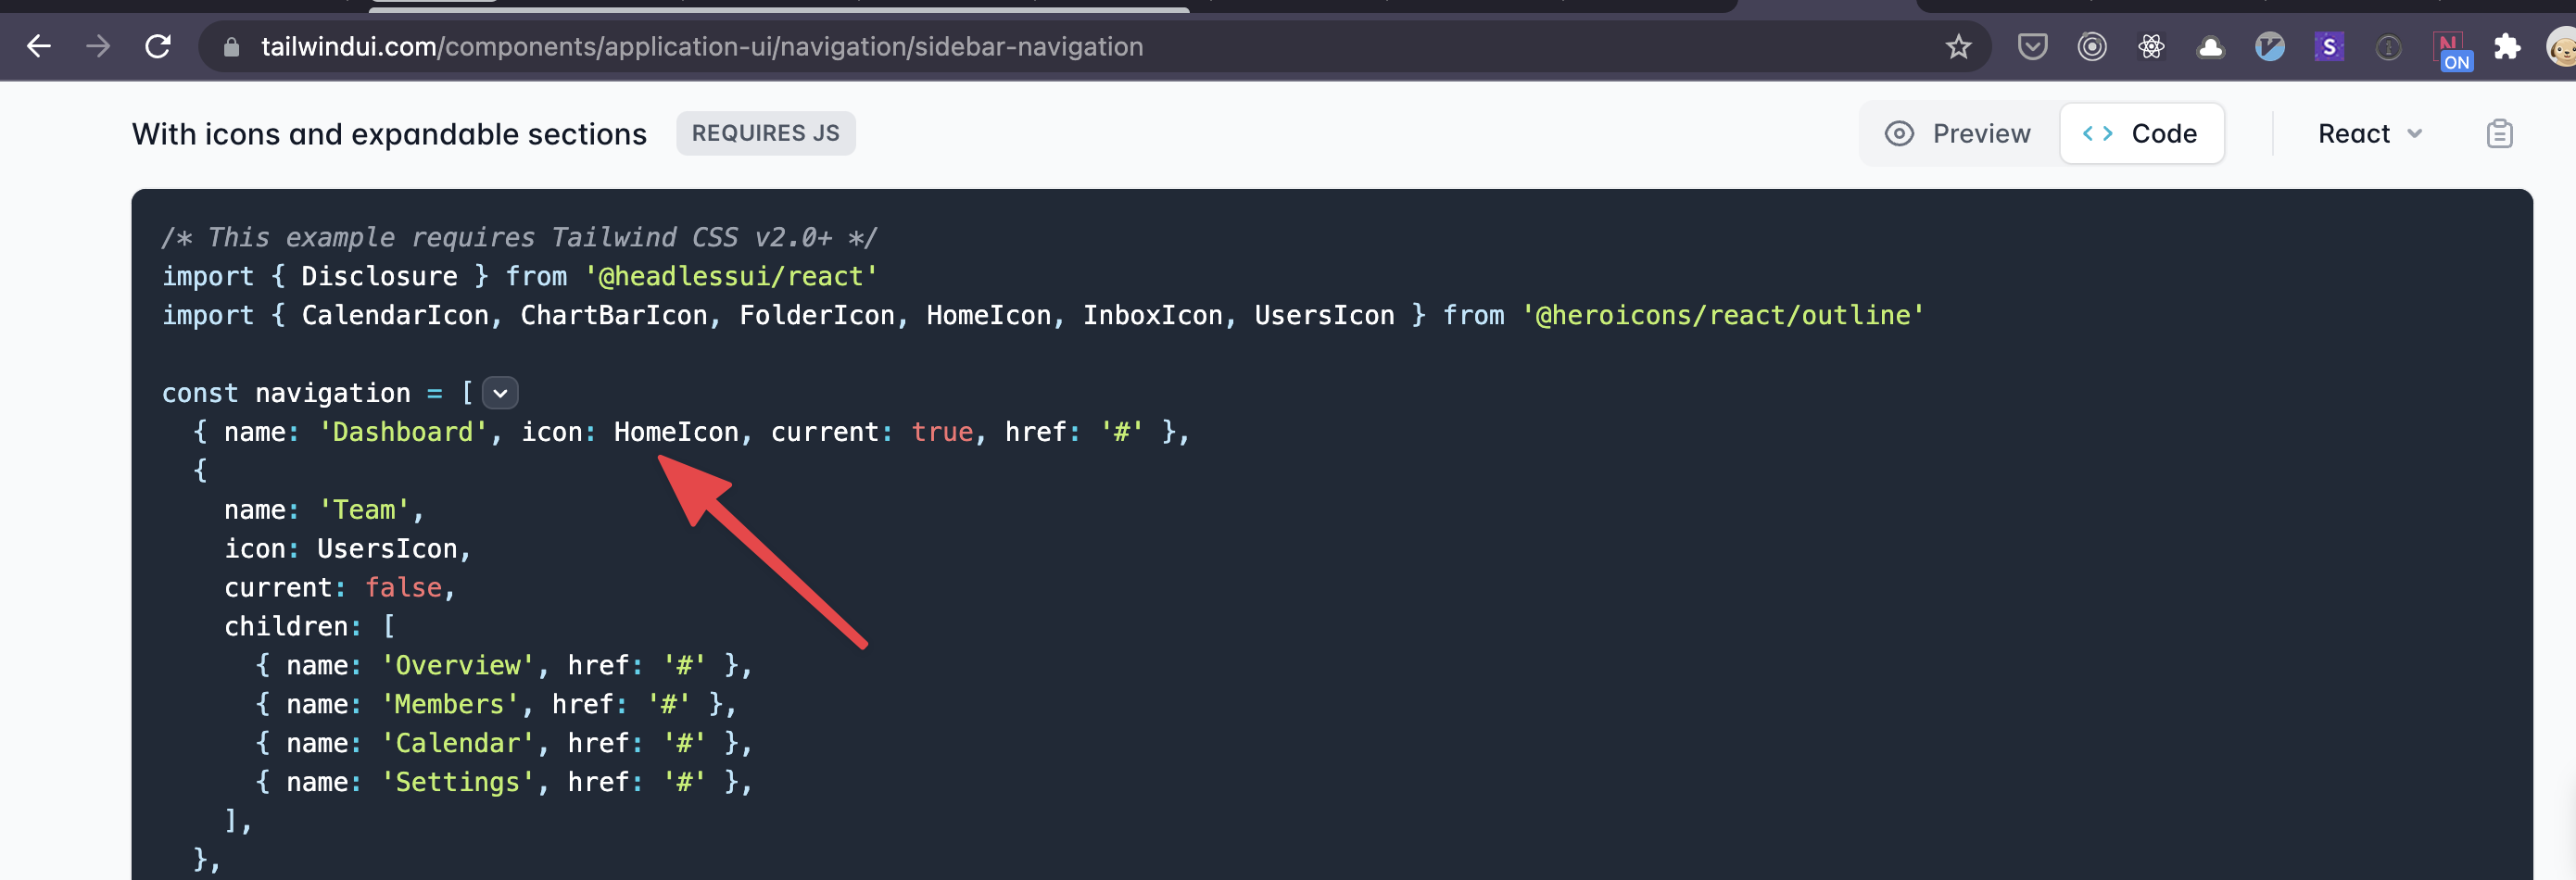 tailwindui.com/components/application-ui/navigation/sidebar-navigation
S
N
ON
With icons and expandable sections
REQUIRES JS
Preview
Code
React
/* This example requires Tailwind CSS v2.0+ */
import { Disclosure } from '@headlessui/react'
import { CalendarIcon, ChartBarIcon, FolderIcon, HomeIcon, InboxIcon, UsersIcon } from '@heroicons/react/outline'
const navigation = [
{ name: 'Dashboard', icon: HomeIcon, current: true, href: '#' },
{
name: 'Team',
icon: UsersIcon,
current: false,
children: [
{ name: 'Overview', href: '#' },
{ name: 'Members', href: '#' },
{ name: 'Calendar', href: '#' },
{ name: 'Settings', href: '#' },
],
},